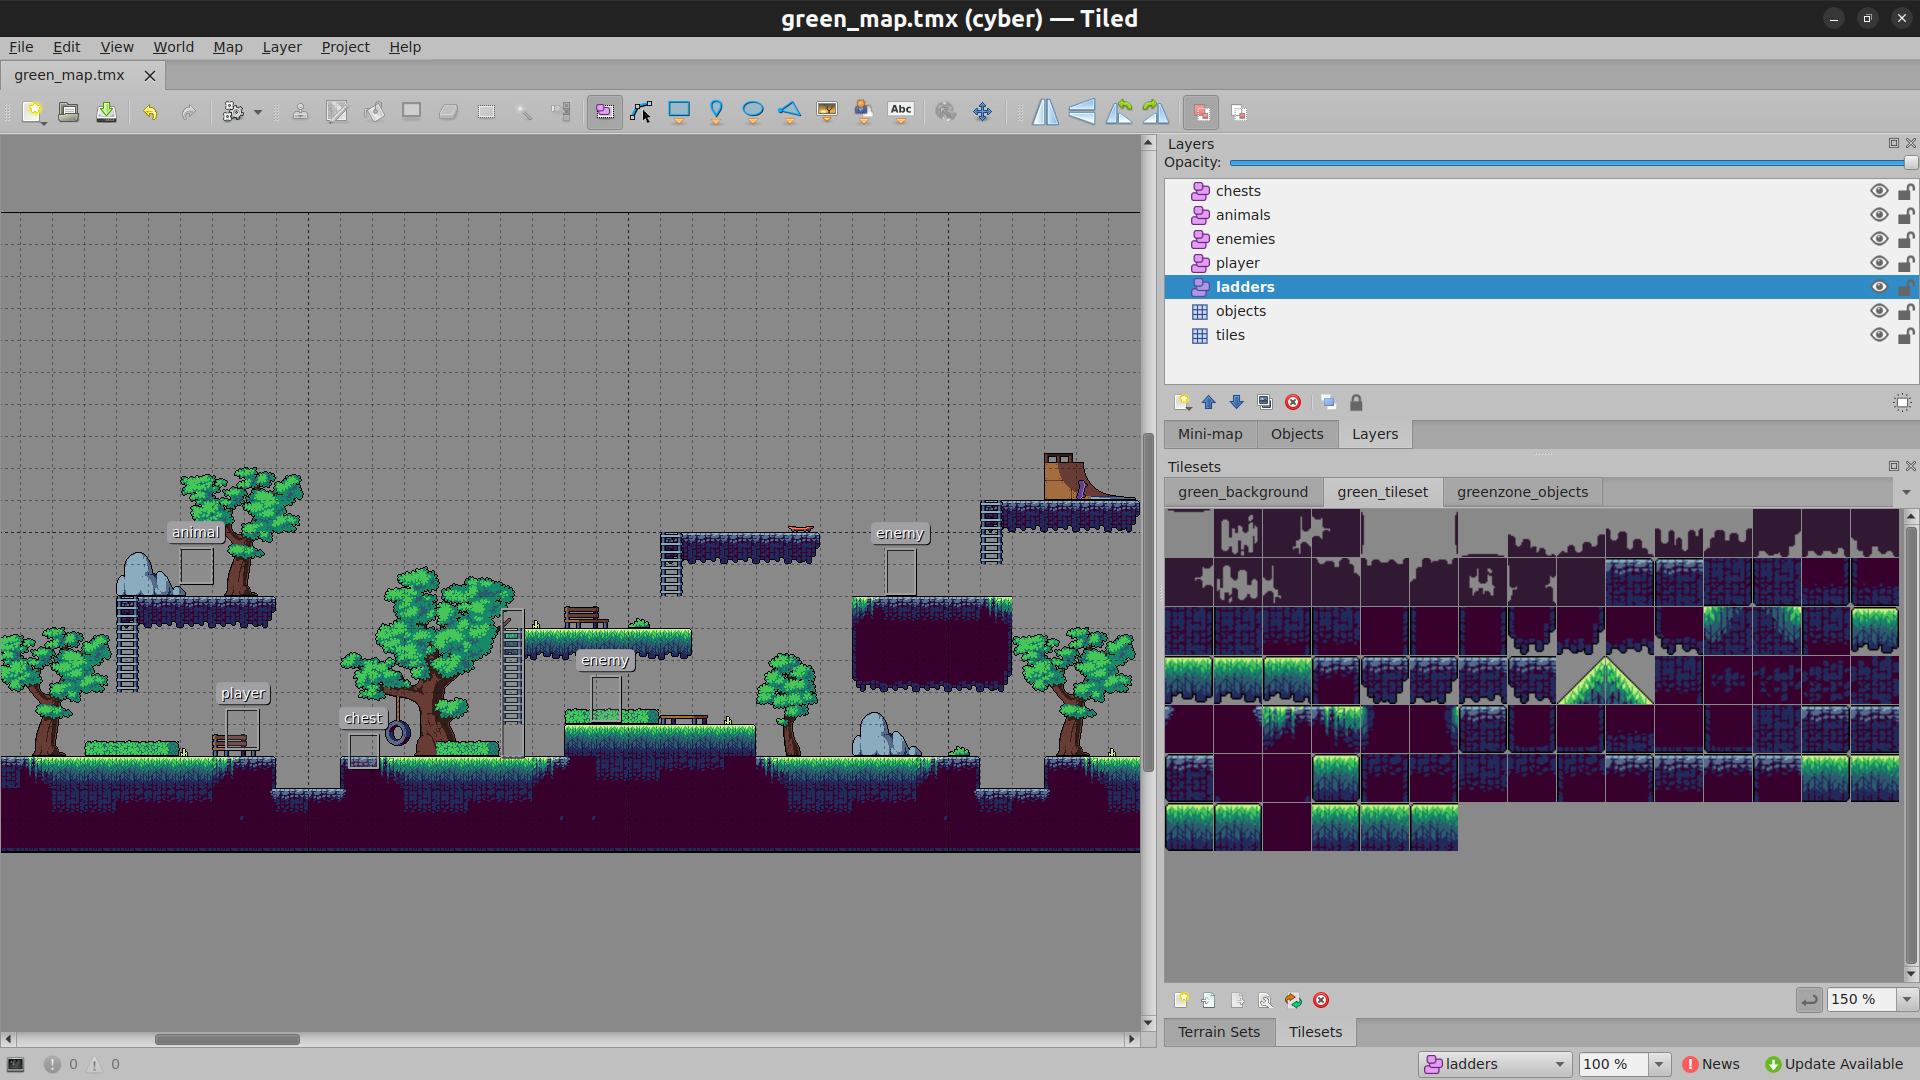 green_map.tmx (cyber) — Tiled
File Edit View World Map Layer Project Help
green_map.tmx
Abc
Layers
Opacity:
chests
animals
enemies
player
ladders
objects
tiles
Mini-map Objects Layers
Tilesets
green_background green_tileset greenzone_objects
animal
enemy
enemy
player
chest
150 %
Terrain Sets Tilesets
0 0
ladders 100 % News Update Available